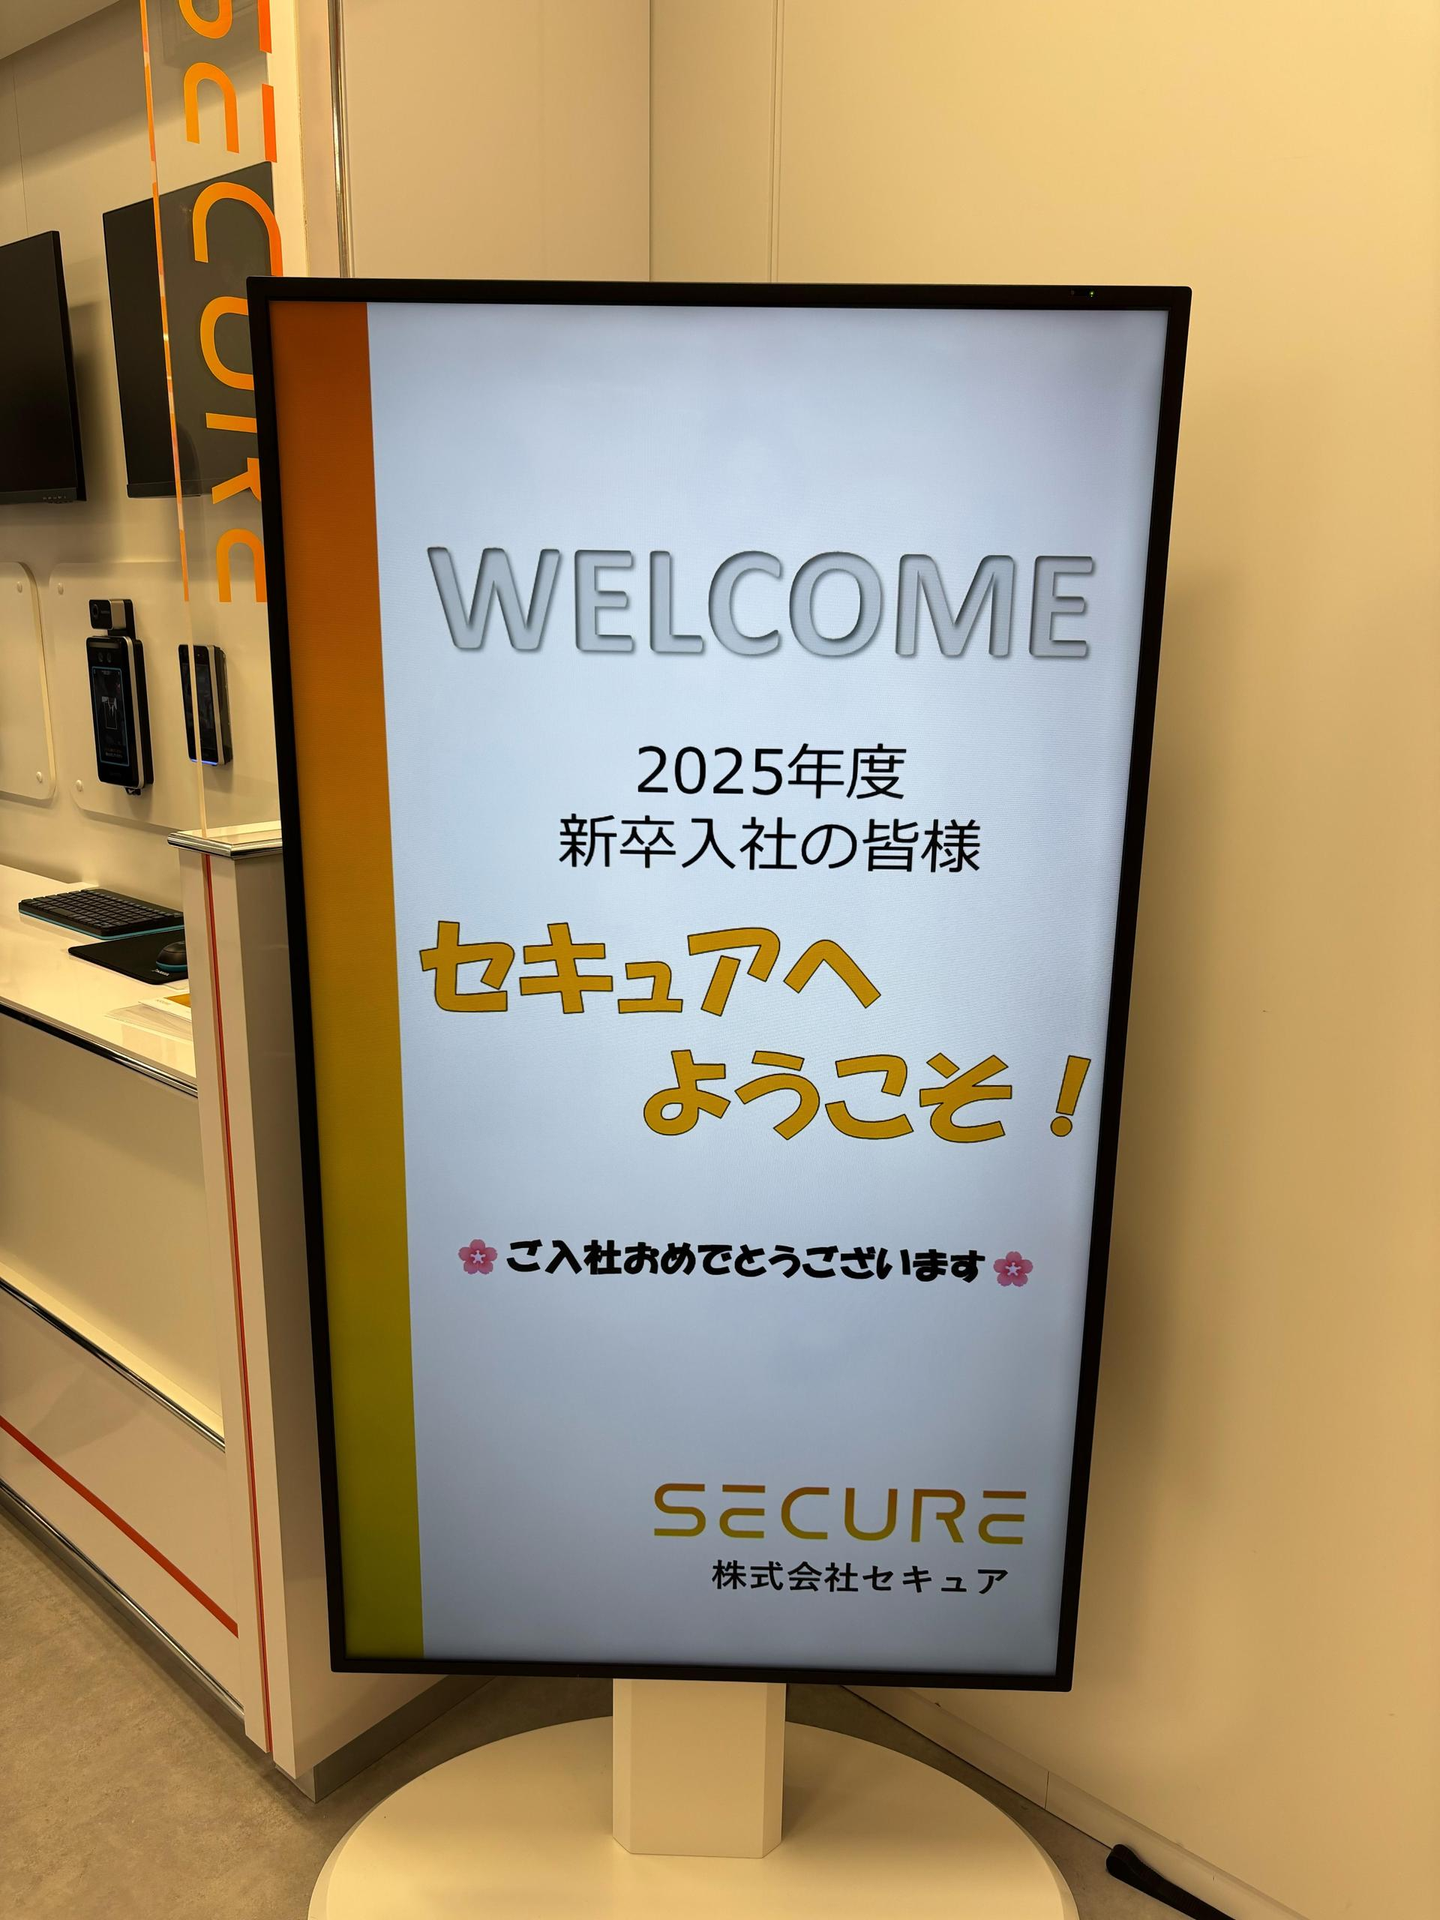 SECURE
WELCOME
2025年度
新卒入社の皆様
セキュアへ
ようこそ！
🌸ご入社おめでとうございます🌸
SECURE
株式会社セキュア